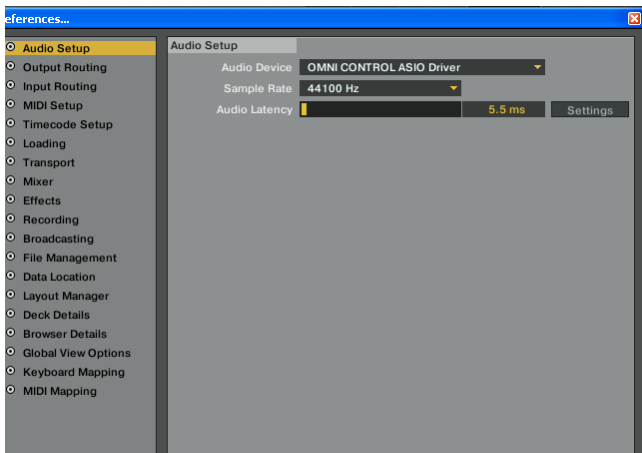 eferences...
Audio Setup
Output Routing
Input Routing
MIDI Setup
Timecode Setup
Loading
Transport
Mixer
Effects
Recording
Broadcasting
File Management
Data Location
Layout Manager
Deck Details
Browser Details
Global View Options
Keyboard Mapping
MIDI Mapping
Audio Setup
Audio Device OMNI CONTROL ASIO Driver
Sample Rate 44100 Hz
Audio Latency 5.5 ms Settings